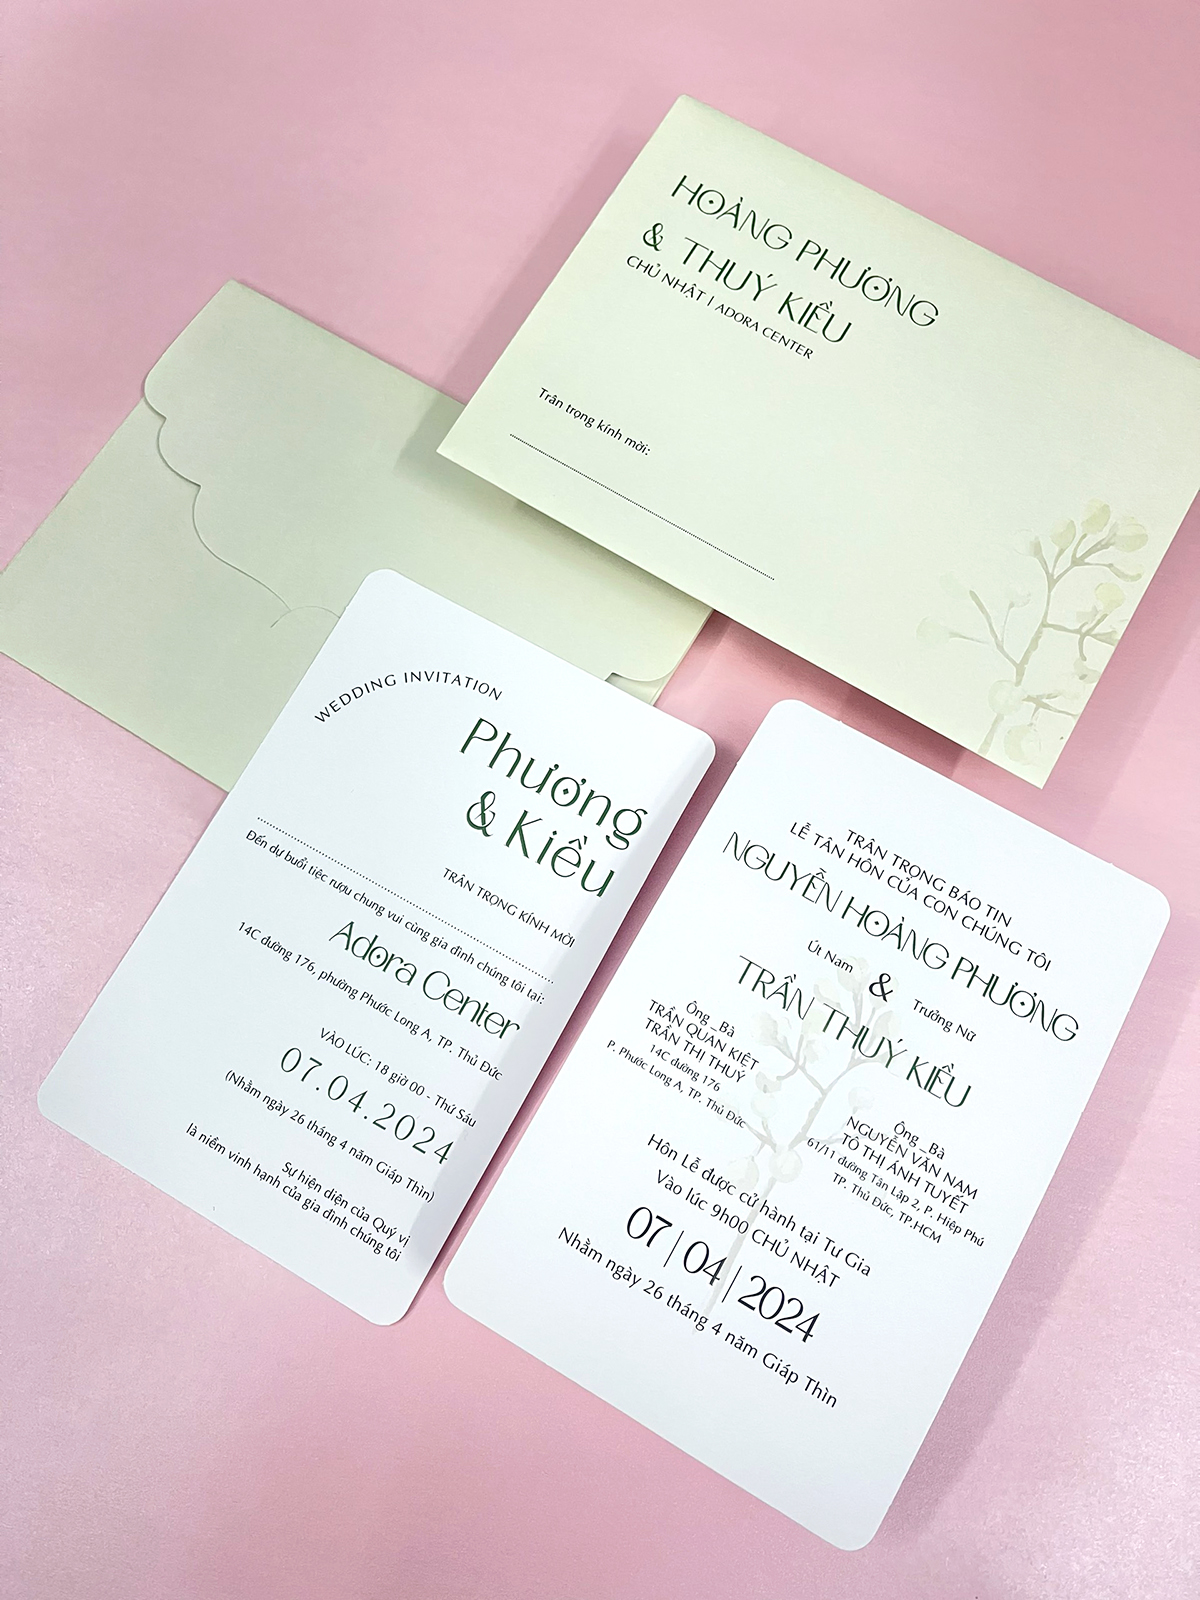 HOÀNG PHƯƠNG
& THUÝ KIỀU
CHỦ NHẬT | ADORA CENTER
Trân trọng kính mời:
WEDDING INVITATION
Phương
& Kiều
TRÂN TRỌNG KÍNH MỜI
Đến dự buổi tiệc rượu chung vui cùng gia đình chúng tôi tại:
Adora Center
14C đường 176, phường Phước Long A, TP. Thủ Đức
VÀO LÚC: 18 giờ 00 - Thứ Sáu
07.04.2024
(Nhằm ngày 26 tháng 4 năm Giáp Thìn)
Sự hiện diện của Quý vị
là niềm vinh hạnh của gia đình chúng tôi
TRÂN TRỌNG BÁO TIN
LỄ TÂN HÔN CỦA CON CHÚNG TÔI
NGUYỄN HOÀNG PHƯƠNG
Út Nam & Trưởng Nữ
TRẦN THUÝ KIỀU
Ông _Bà
TRẦN QUAN KIỆT
TRẦN THỊ THUÝ
14C đường 176
P. Phước Long A, TP. Thủ Đức
Ông _Bà
NGUYỄN VĂN NAM
TÔ THỊ ÁNH TUYẾT
61/11 đường Tân Lập 2, P. Hiệp Phú
TP. Thủ Đức, TP.HCM
Hôn Lễ được cử hành tại Tư Gia
Vào lúc 9h00 CHỦ NHẬT
07 | 04 | 2024
Nhằm ngày 26 tháng 4 năm Giáp Thìn